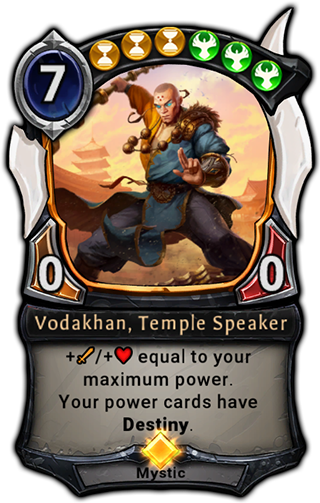 7
0
0
Vodakhan, Temple Speaker
+/+ equal to your
maximum power.
Your power cards have
Destiny.
Mystic